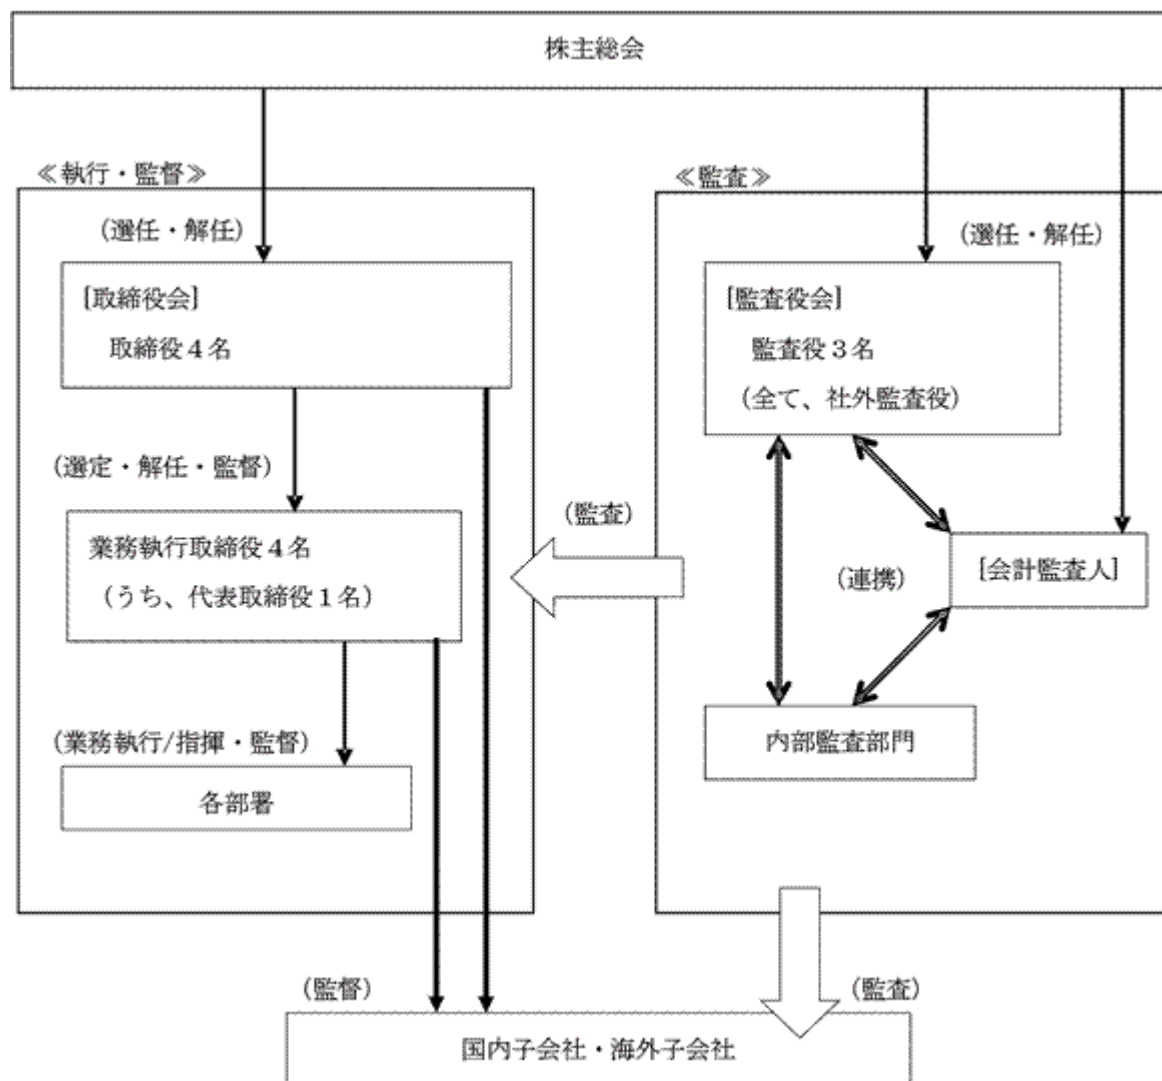 株主総会
≪執行・監督≫
(選任・解任)
[取締役会]
取締役４名
(選定・解任・監督)
業務執行取締役４名
(うち、代表取締役１名)
(業務執行/指揮・監督)
各部署
≪監査≫
(選任・解任)
[監査役会]
監査役３名
(全て、社外監査役)
(監査)
(連携)
[会計監査人]
内部監査部門
(監督)
(監査)
国内子会社・海外子会社